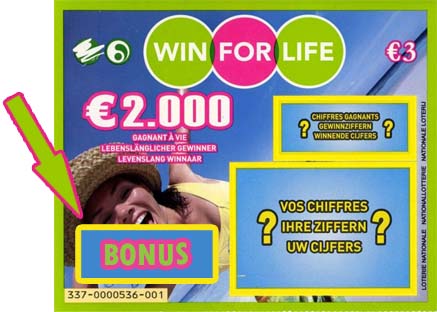 WIN FOR LIFE
€3
€2.000
GAGNANT À VIE
LEBENSLÄNGLICHER GEWINNER
LEVENSLANG WINNAAR
? CHIFFRES GAGNANTS ?
GEWINNZIFFERN
WINNENDE CIJFERS
? VOS CHIFFRES ?
IHRE ZIFFERN
UW CIJFERS
BONUS
337-0000536-001
LOTERIE NATIONALE NATIONALLOTTERIE NATIONALE LOTERIJ